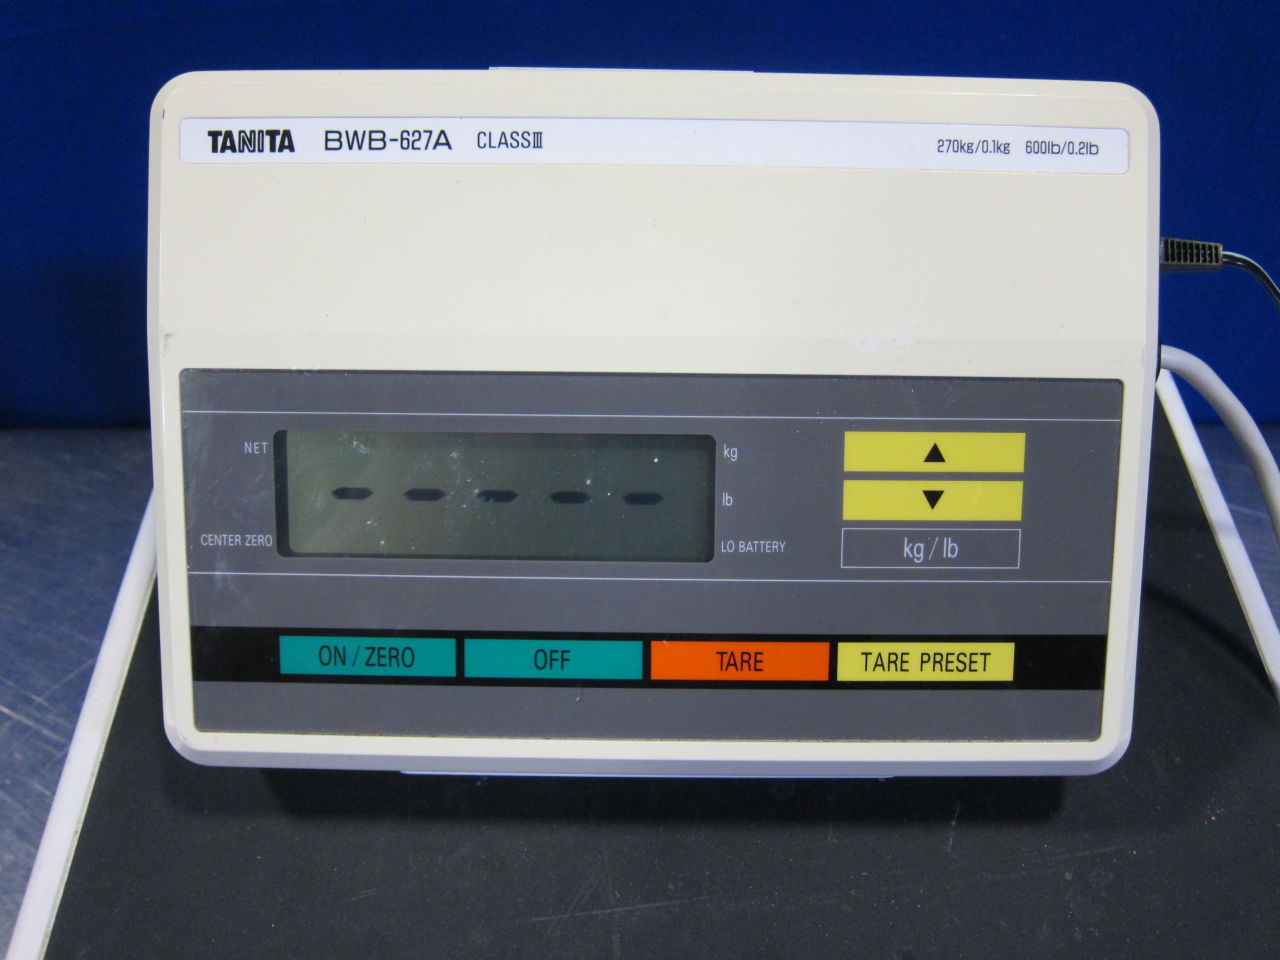 TANITA BWB-627A CLASSⅢ 270kg/0.1kg 600lb/0.2lb
NET kg ▲
- - - - - lb ▼
CENTER ZERO LO BATTERY kg/lb
ON/ZERO OFF TARE TARE PRESET